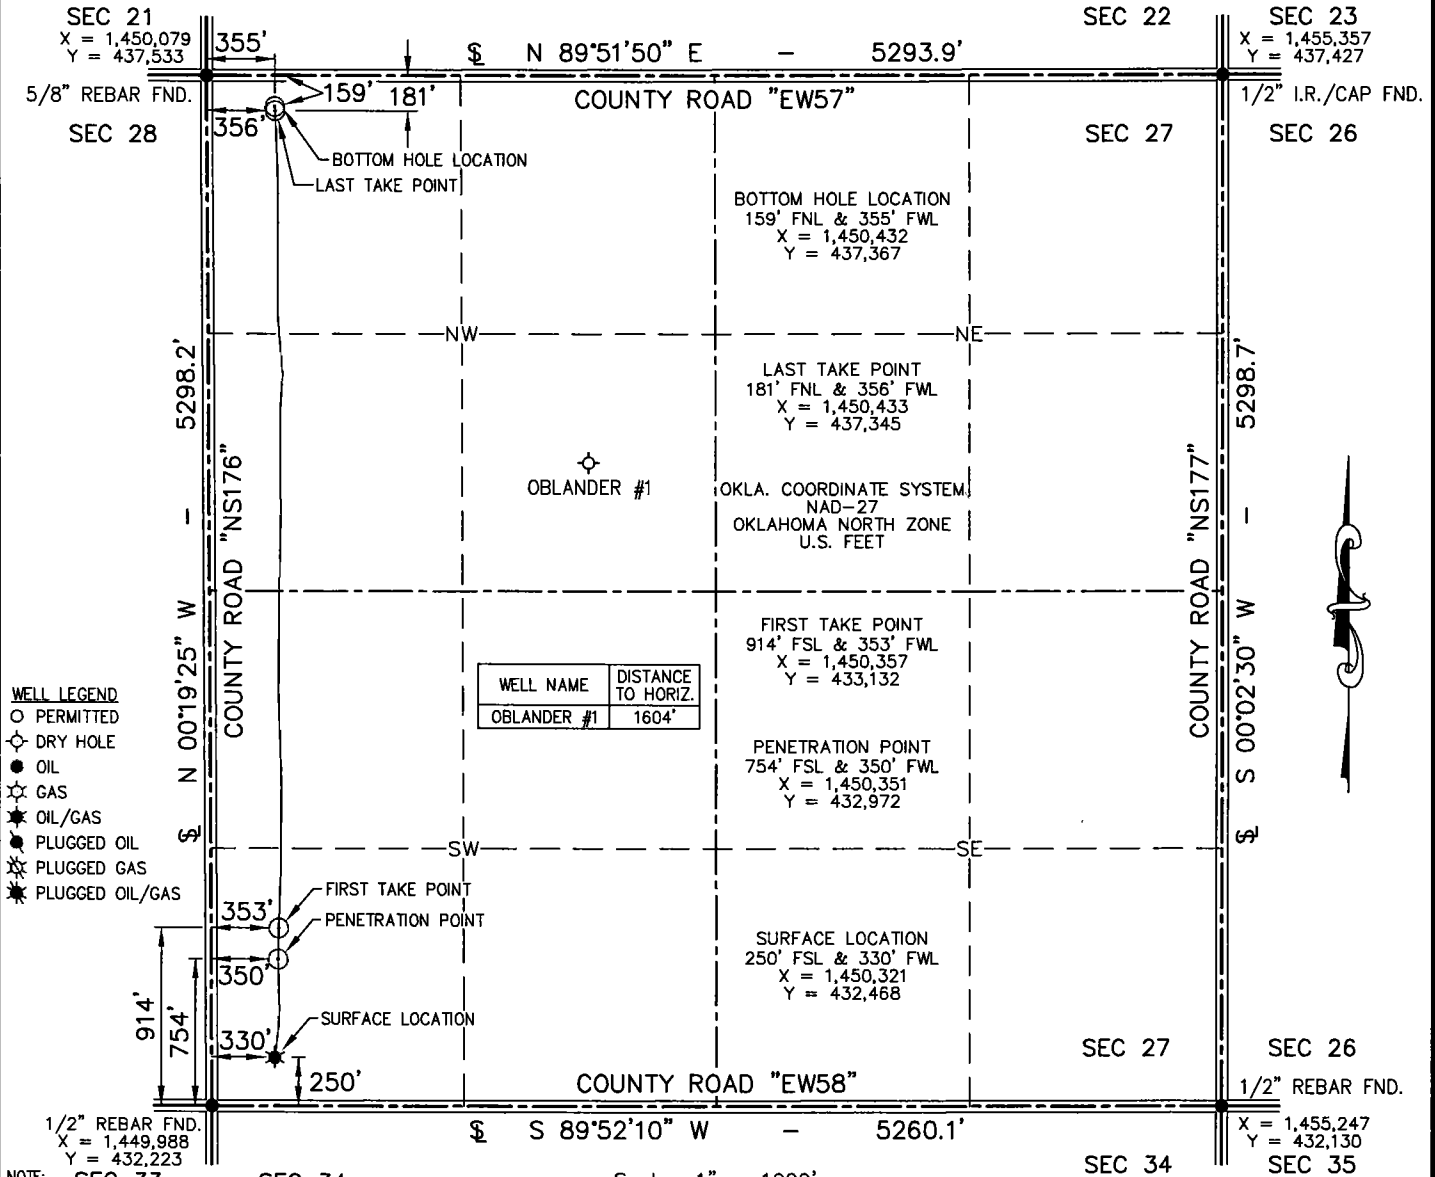 SEC 21
X = 1,450,079
Y = 437,533
355'
℄ N 89°51'50" E - 5293.9'
SEC 22
SEC 23
X = 1,455,357
Y = 437,427
5/8" REBAR FND.
159'
181'
COUNTY ROAD "EW57"
1/2" I.R./CAP FND.
SEC 28
356'
SEC 27
SEC 26
BOTTOM HOLE LOCATION
LAST TAKE POINT
BOTTOM HOLE LOCATION
159' FNL & 355' FWL
X = 1,450,432
Y = 437,367
NW
NE
LAST TAKE POINT
181' FNL & 356' FWL
X = 1,450,433
Y = 437,345
OBLANDER #1
OKLA. COORDINATE SYSTEM
NAD-27
OKLAHOMA NORTH ZONE
U.S. FEET
℄ N 00°19'25" W - 5298.2'
COUNTY ROAD "NS176"
COUNTY ROAD "NS177"
℄ S 00°02'30" W - 5298.7'
FIRST TAKE POINT
914' FSL & 353' FWL
X = 1,450,357
Y = 433,132
WELL NAME DISTANCE TO HORIZ.
OBLANDER #1 1604'
WELL LEGEND
PERMITTED
DRY HOLE
OIL
GAS
OIL/GAS
PLUGGED OIL
PLUGGED GAS
PLUGGED OIL/GAS
PENETRATION POINT
754' FSL & 350' FWL
X = 1,450,351
Y = 432,972
SW
SE
FIRST TAKE POINT
353'
PENETRATION POINT
350'
914'
754'
SURFACE LOCATION
250' FSL & 330' FWL
X = 1,450,321
Y = 432,468
SURFACE LOCATION
330'
250'
SEC 27
SEC 26
COUNTY ROAD "EW58"
1/2" REBAR FND.
1/2" REBAR FND.
X = 1,449,988
Y = 432,223
℄ S 89°52'10" W - 5260.1'
X = 1,455,247
Y = 432,130
NOTE:
SEC 33
SEC 34
Scale: 1" = 1000'
SEC 34
SEC 35